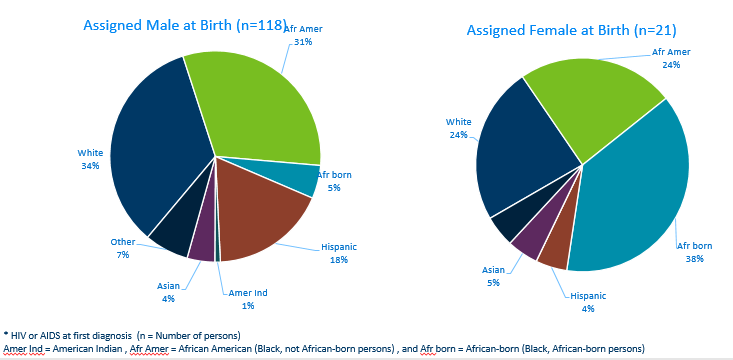 Assigned Male at Birth (n=118)
Afr Amer
31%
White
34%
Afr born
5%
Other
7%
Hispanic
18%
Asian
4%
Amer Ind
1%
Assigned Female at Birth (n=21)
Afr Amer
24%
White
24%
Afr born
38%
Asian
5%
Hispanic
4%
* HIV or AIDS at first diagnosis (n = Number of persons)
Amer Ind = American Indian , Afr Amer = African American (Black, not African-born persons) , and Afr born = African-born (Black, African-born persons)